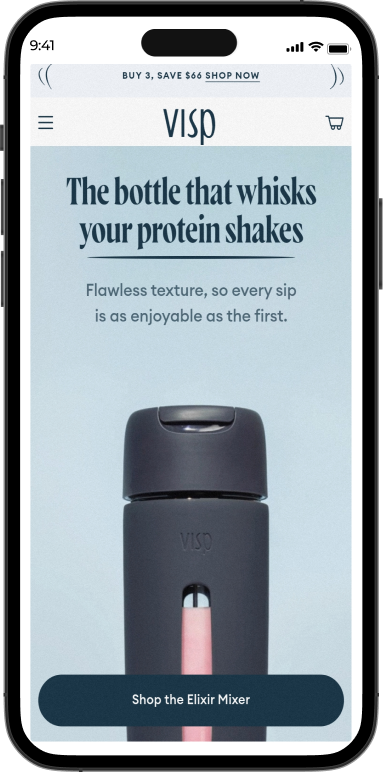 9:41
BUY 3, SAVE $66 SHOP NOW
VISP
The bottle that whisks
your protein shakes
Flawless texture, so every sip
is as enjoyable as the first.
VISP
Shop the Elixir Mixer